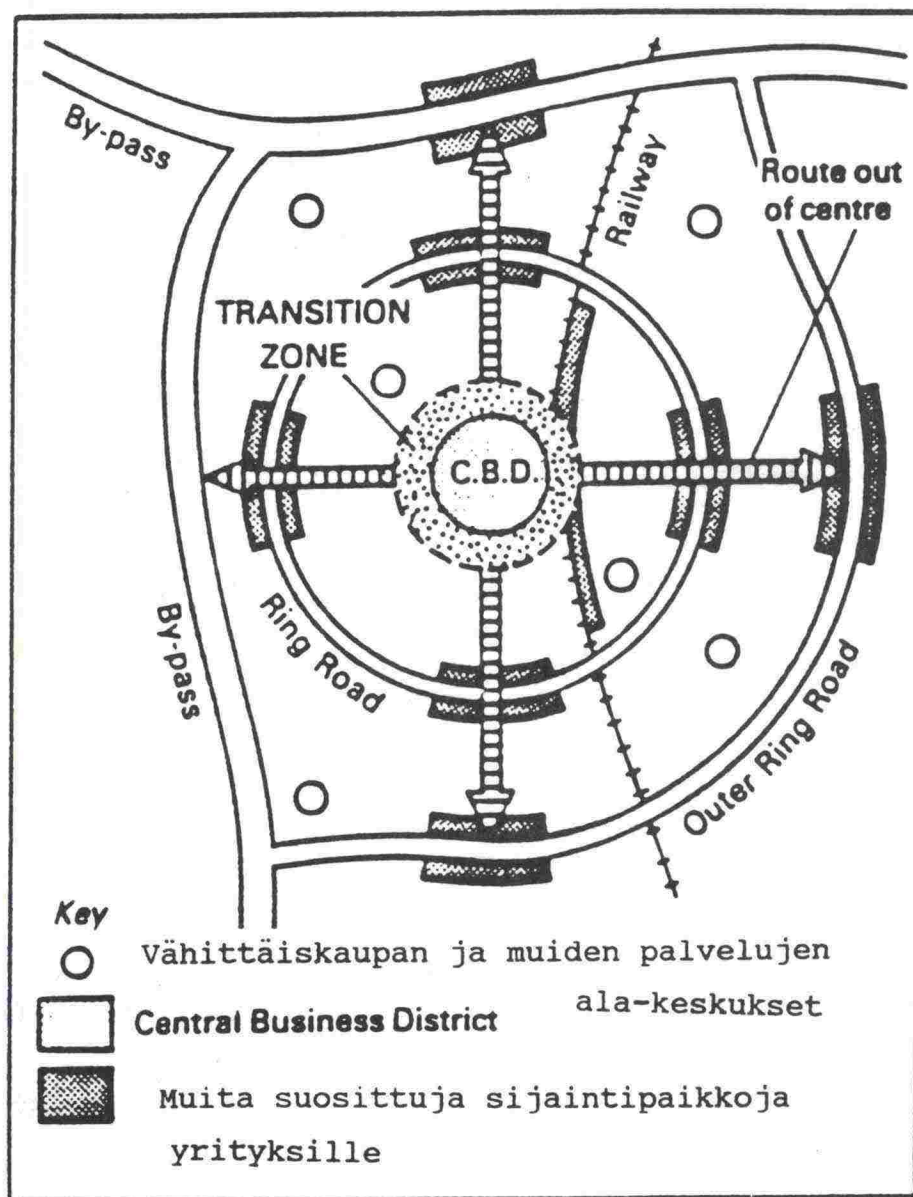 By-pass
Railway
Route out
of centre
TRANSITION
ZONE
C.B.D.
By-pass
Ring Road
Outer Ring Road
Key
Vähittäiskaupan ja muiden palvelujen
ala-keskukset
Central Business District
Muita suosittuja sijaintipaikkoja
yrityksille